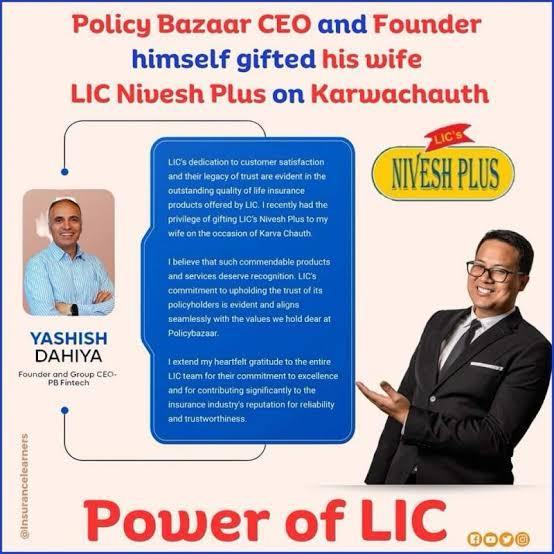 Policy Bazaar CEO and Founder
himself gifted his wife
LIC Nivesh Plus on Karwachauth
LIC's
NIVESH PLUS
LIC's dedication to customer satisfaction
and their legacy of trust are evident in the
outstanding quality of life insurance
products offered by LIC. I recently had the
privilege of gifting LIC's Nivesh Plus to my
wife on the occasion of Karva Chauth.
I believe that such commendable products
and services deserve recognition. LIC's
commitment to upholding the trust of its
policyholders is evident and aligns
seamlessly with the values we hold dear at
Policybazaar.
I extend my heartfelt gratitude to the entire
LIC team for their commitment to excellence
and for contributing significantly to the
insurance industry's reputation for reliability
and trustworthiness.
YASHISH
DAHIYA
Founder and Group CEO-
PB Fintech
@Insurancelearners
Power of LIC